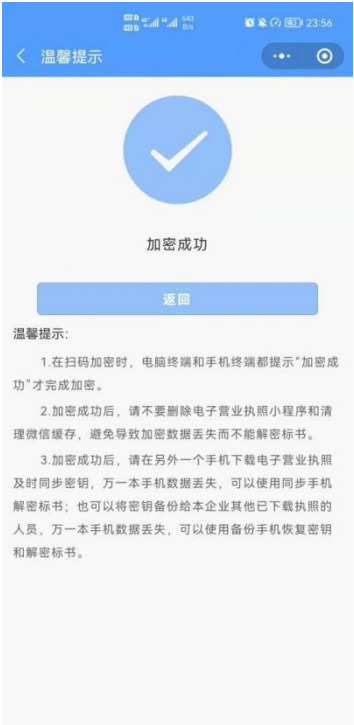 643
B/s
23:56
温馨提示
加密成功
返回
温馨提示:
1.在扫码加密时，电脑终端和手机终端都提示“加密成
功”才完成加密。
2.加密成功后，请不要删除电子营业执照小程序和清
理微信缓存，避免导致加密数据丢失而不能解密标书。
3.加密成功后，请在另外一个手机下载电子营业执照
及时同步密钥，万一本手机数据丢失，可以使用同步手机
解密标书；也可以将密钥备份给本企业其他已下载执照的
人员，万一本手机数据丢失，可以使用备份手机恢复密钥
和解密标书。